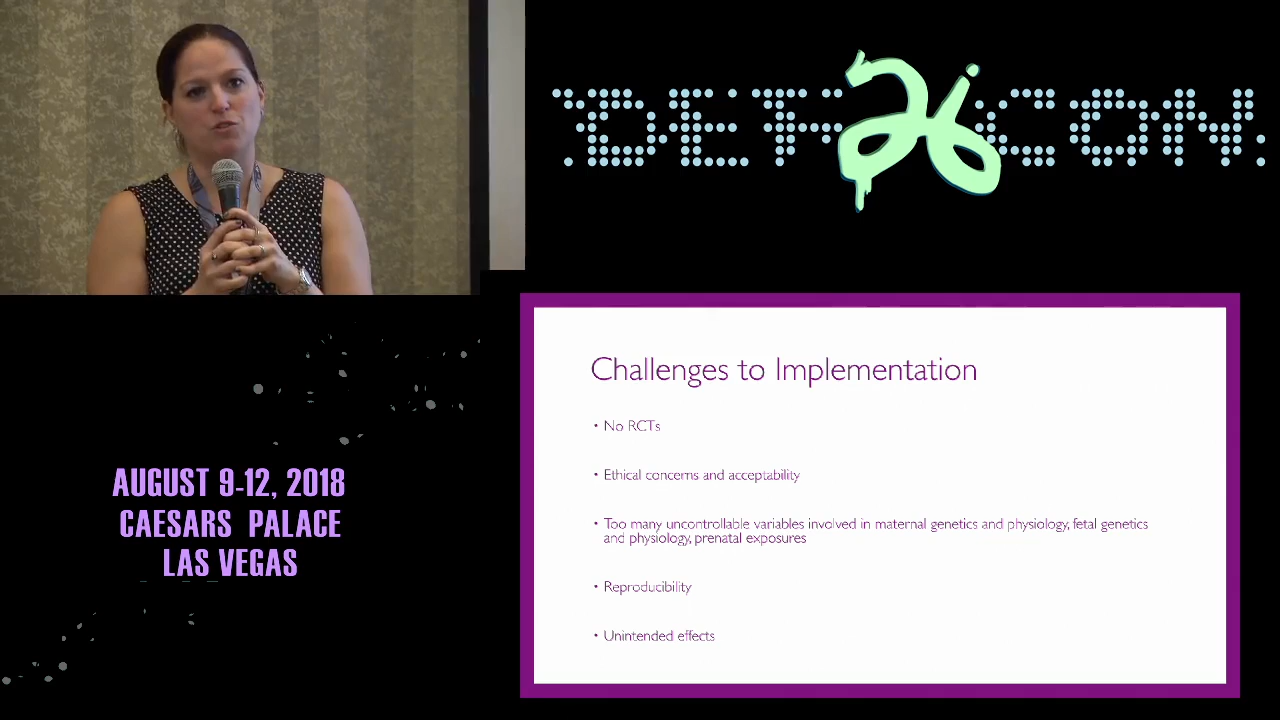 DEF 26 CON
AUGUST 9-12, 2018
CAESARS PALACE
LAS VEGAS
Challenges to Implementation
• No RCTs
• Ethical concerns and acceptability
• Too many uncontrollable variables involved in maternal genetics and physiology, fetal genetics
and physiology, prenatal exposures
• Reproducibility
• Unintended effects